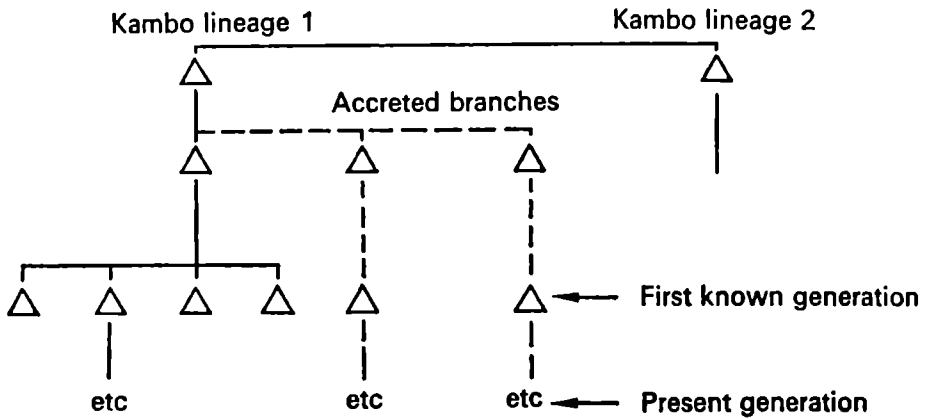 Kambo lineage 1
Kambo lineage 2
Accreted branches
First known generation
etc
etc
etc
Present generation